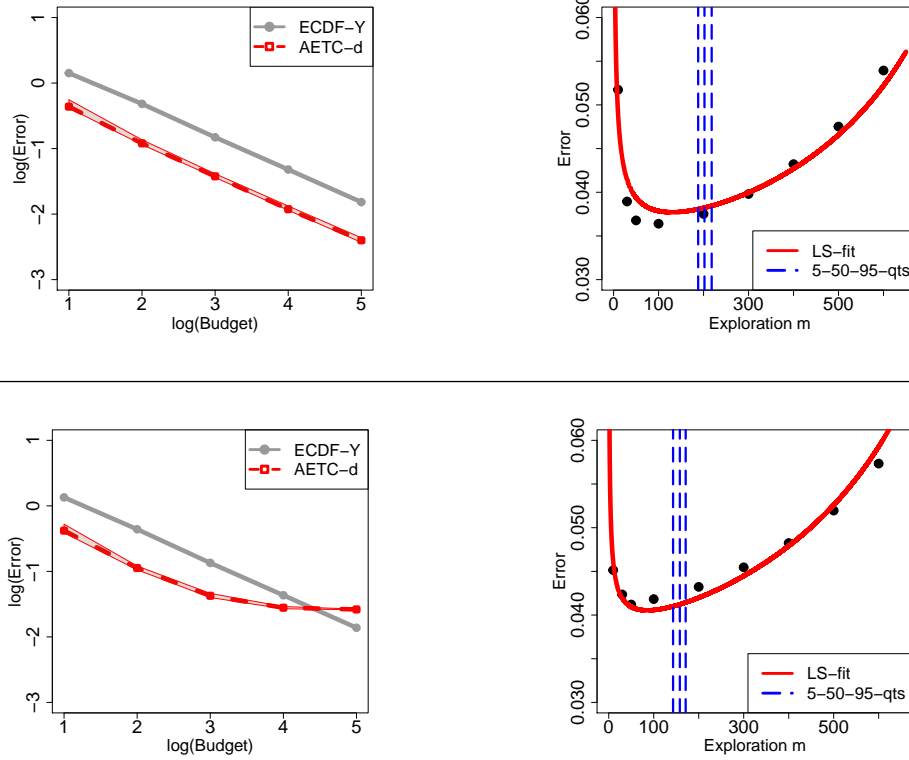 1
0
−1
−2
−3
log(Error)
ECDF−Y
AETC−d
1 2 3 4 5
log(Budget)
0.060
0.050
0.040
0.030
Error
LS−fit
5−50−95−qts
0 100 300 500
Exploration m
1
0
−1
−2
−3
log(Error)
ECDF−Y
AETC−d
1 2 3 4 5
log(Budget)
0.060
0.050
0.040
0.030
Error
LS−fit
5−50−95−qts
0 100 300 500
Exploration m